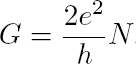 G = \frac{2e^2}{h} N.